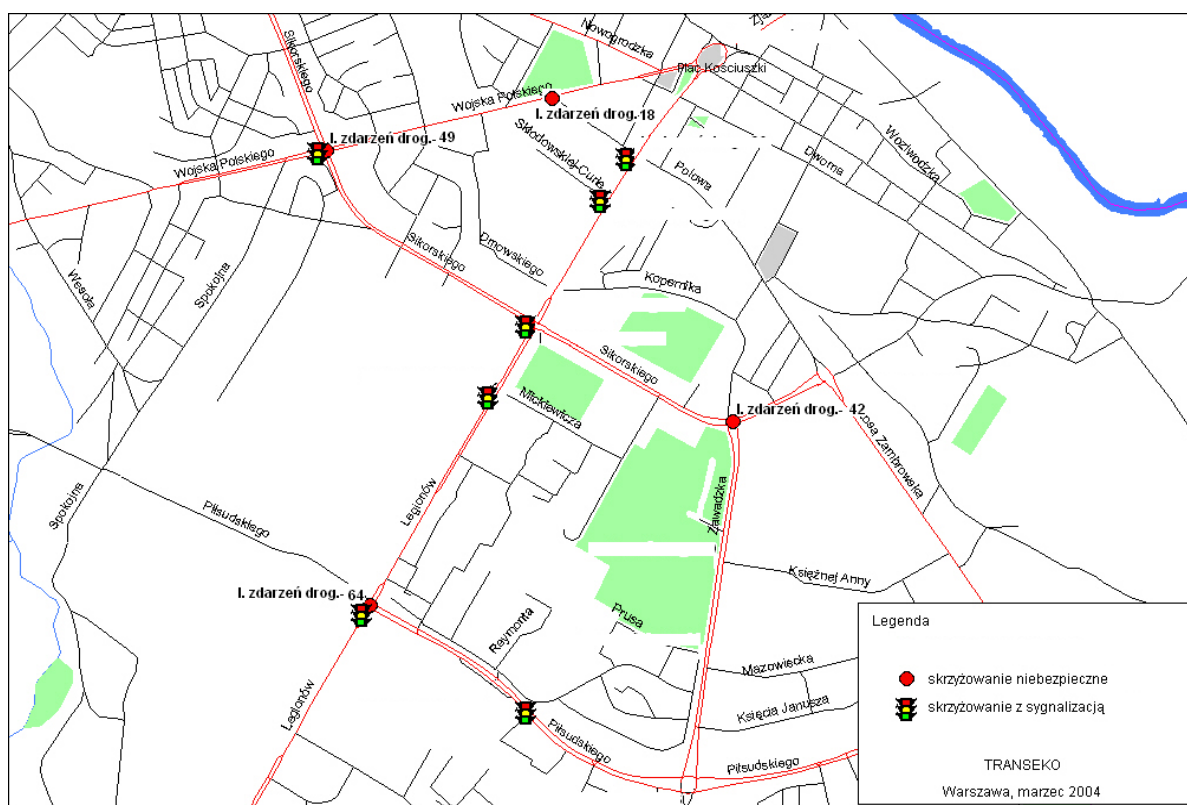 Nowogrodzka
Sikorskiego
Plac Kościuszki
Wojska Polskiego
l. zdarzeń drog.-18
l. zdarzeń drog.- 49
Woziwodzka
Wojska Polskiego
Skłodowskiej-Curie
Dworna
Polowa
Sikorskiego
Dmowskiego
Kopernika
Spokojna
Wesoła
Sikorskiego
Mickiewicza
l. zdarzeń drog.- 42
Zambrowska
Legionów
Zawadzka
Spokojna
Piłsudskiego
Księżnej Anny
l. zdarzeń drog.- 64
Prusa
Reymonta
Legenda
Mazowiecka
skrzyżowanie niebezpieczne
Legionów
Księcia Janusza
skrzyżowanie z sygnalizacją
Piłsudskiego
Piłsudskiego
TRANSEKO
Warszawa, marzec 2004